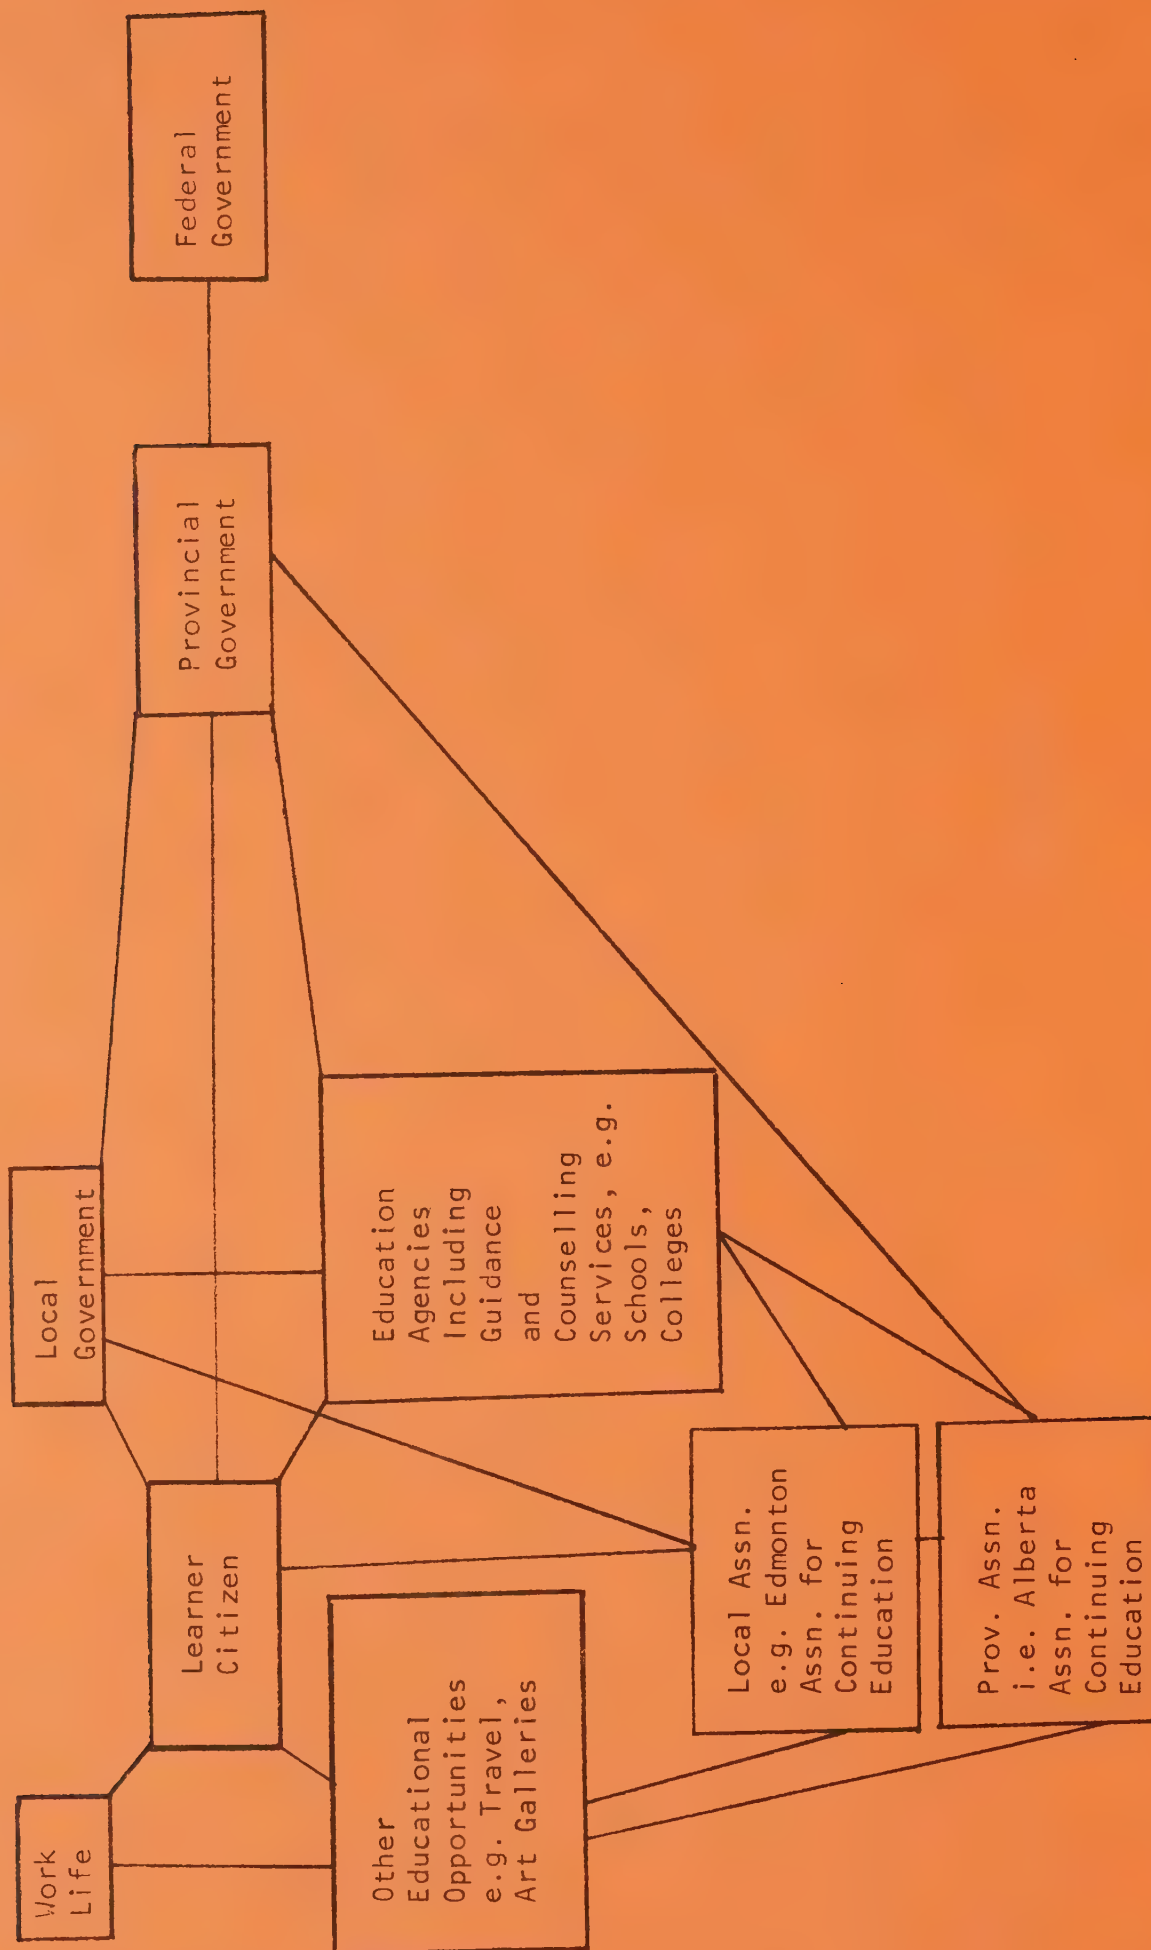 Work
Life
Learner
Citizen
Local
Government
Provincial
Government
Federal
Government
Other
Educational
Opportunities
e.g. Travel,
Art Galleries
Education
Agencies
Including
Guidance
and
Counselling
Services, e.g.
Schools,
Colleges
Local Assn.
e.g. Edmonton
Assn. for
Continuing
Education
Prov. Assn.
i.e. Alberta
Assn. for
Continuing
Education